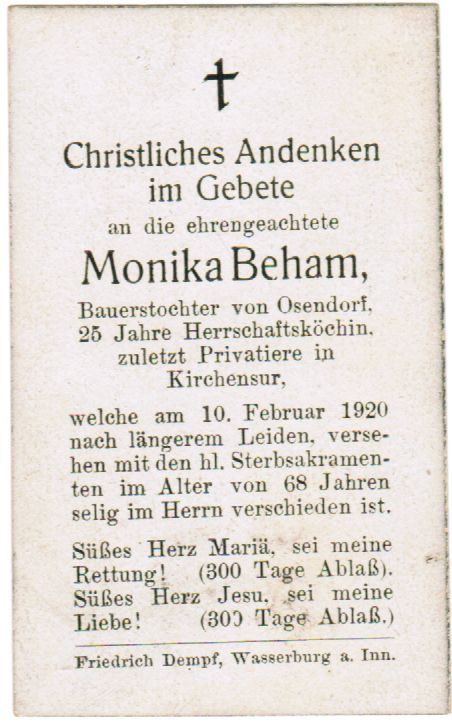 Christliches Andenken
im Gebete
an die ehrengeachtete
Monika Beham,
Bauerstochter von Osendorf,
25 Jahre Herrschaftsköchin,
zuletzt Privatiere in
Kirchensur,
welche am 10. Februar 1920
nach längerem Leiden, verse-
hen mit den hl. Sterbsakramen-
ten im Alter von 68 Jahren
selig im Herrn verschieden ist.
Süßes Herz Mariä, sei meine
Rettung! (300 Tage Ablaß).
Süßes Herz Jesu, sei meine
Liebe! (300 Tage Ablaß.)
Friedrich Dempf, Wasserburg a. Inn.